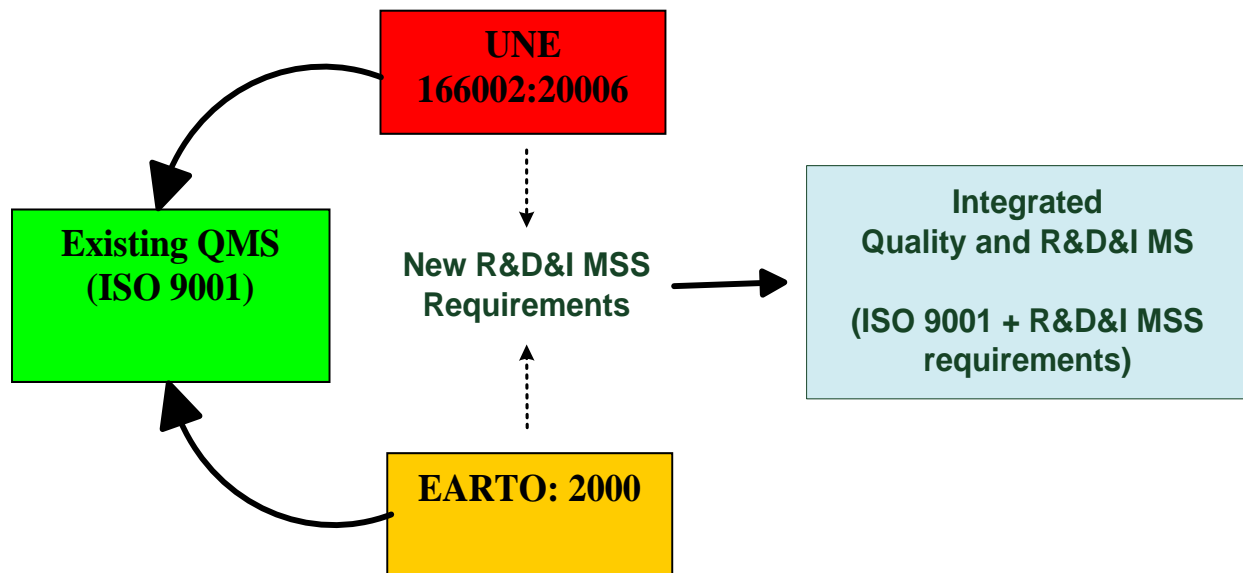 UNE
166002:20006
Existing QMS
(ISO 9001)
New R&D&I MSS
Requirements
Integrated
Quality and R&D&I MS
(ISO 9001 + R&D&I MSS
requirements)
EARTO: 2000